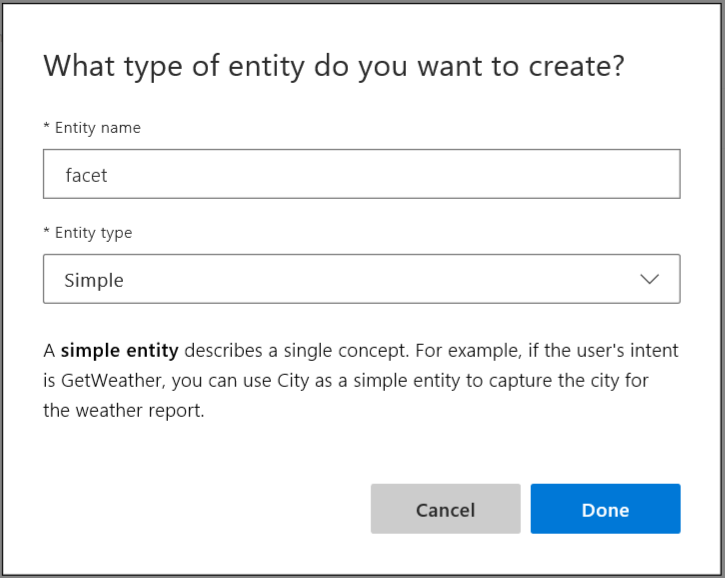 What type of entity do you want to create?
* Entity name
facet
* Entity type
Simple
A simple entity describes a single concept. For example, if the user's intent
is GetWeather, you can use City as a simple entity to capture the city for
the weather report.
Cancel Done